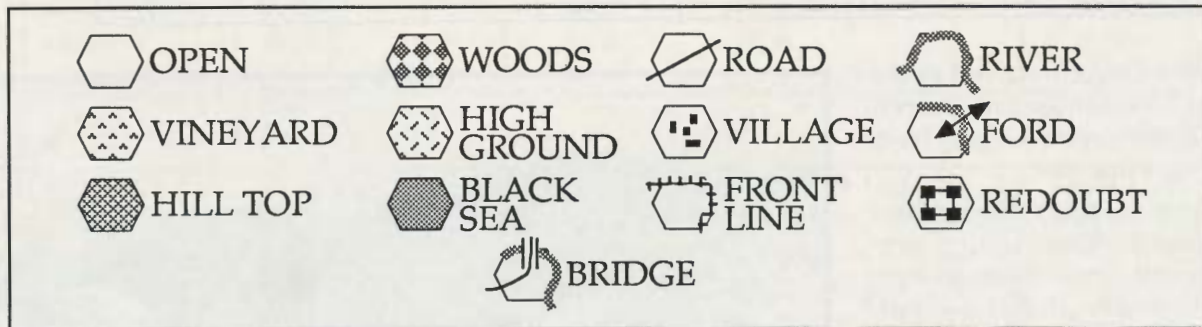 OPEN WOODS ROAD RIVER
VINEYARD HIGH GROUND VILLAGE FORD
HILL TOP BLACK SEA FRONT LINE REDOUBT
BRIDGE